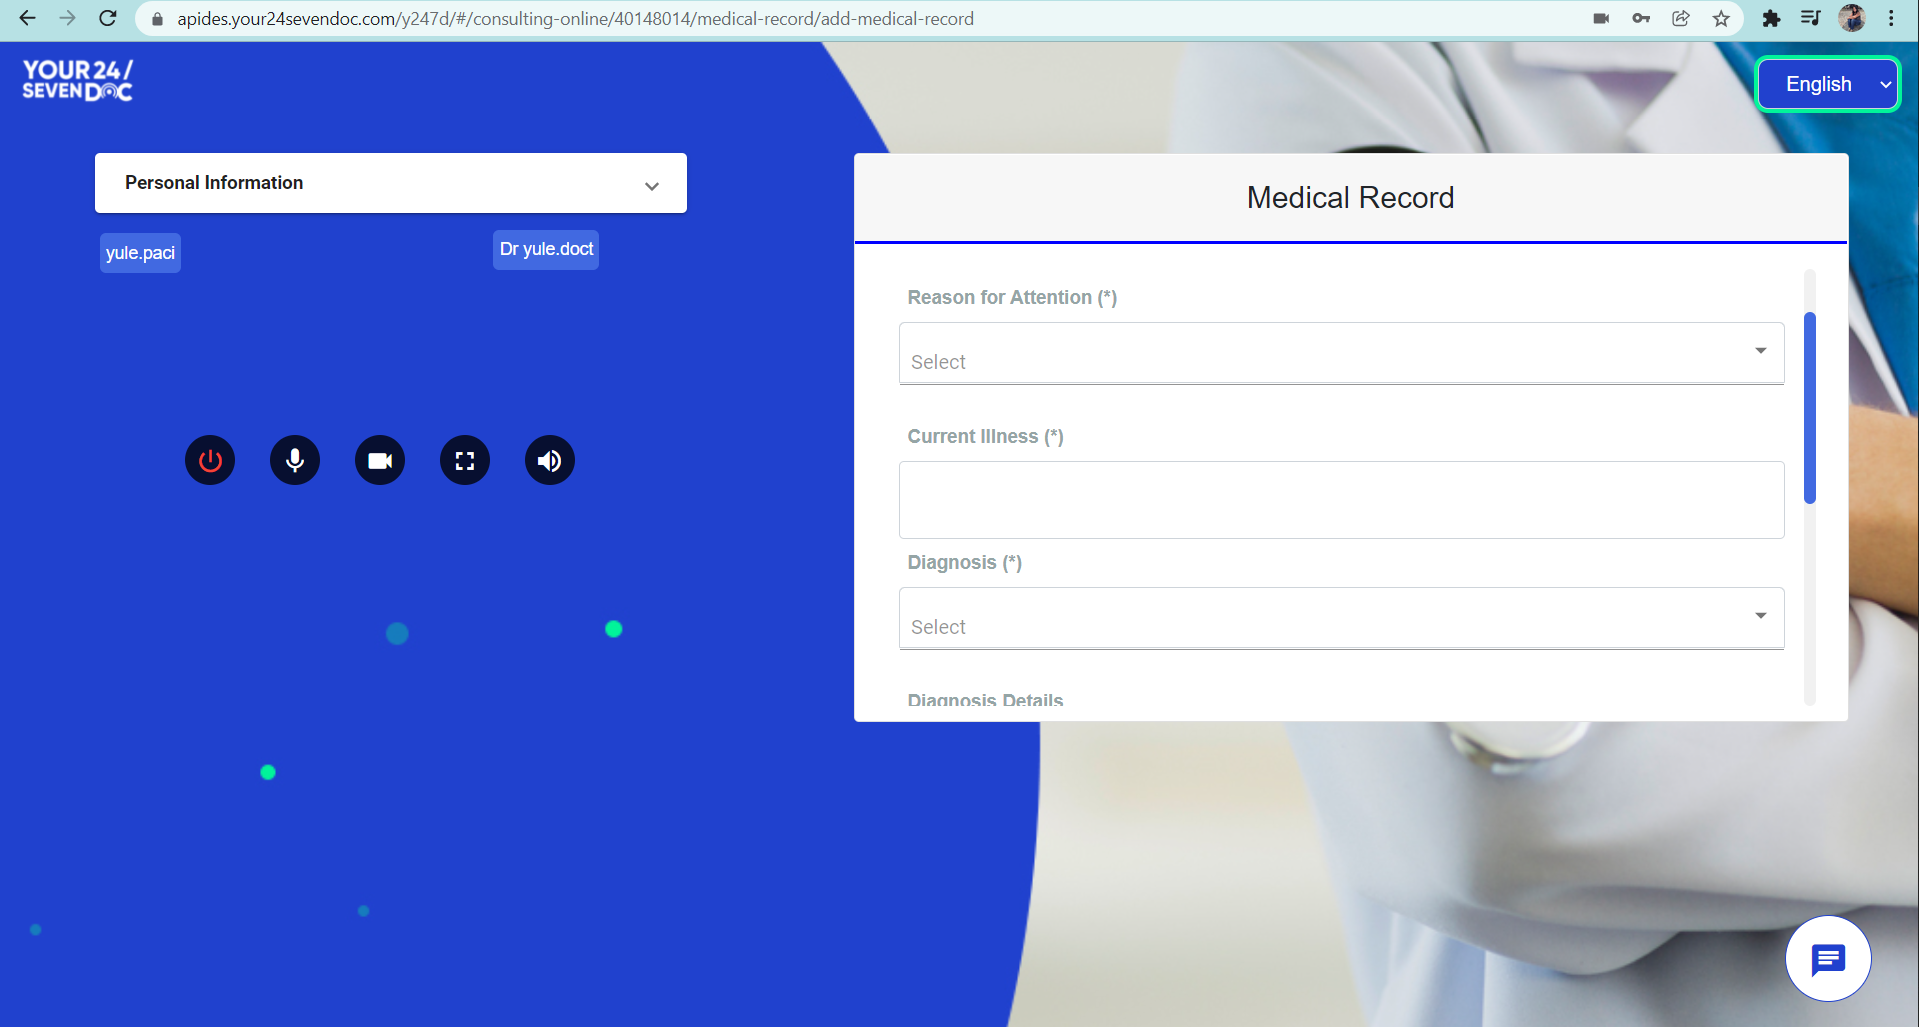 apides.your24sevendoc.com/y247d/#/consulting-online/40148014/medical-record/add-medical-record
YOUR 24/
SEVEN DOC
English
Personal Information
yule.paci
Dr yule.doct
Medical Record
Reason for Attention (*)
Select
Current Illness (*)
Diagnosis (*)
Select
Diagnosis Details